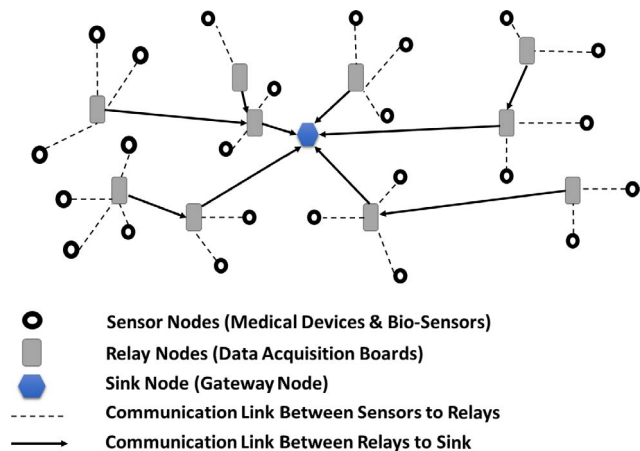 Sensor Nodes (Medical Devices & Bio-Sensors)
Relay Nodes (Data Acquisition Boards)
Sink Node (Gateway Node)
Communication Link Between Sensors to Relays
Communication Link Between Relays to Sink